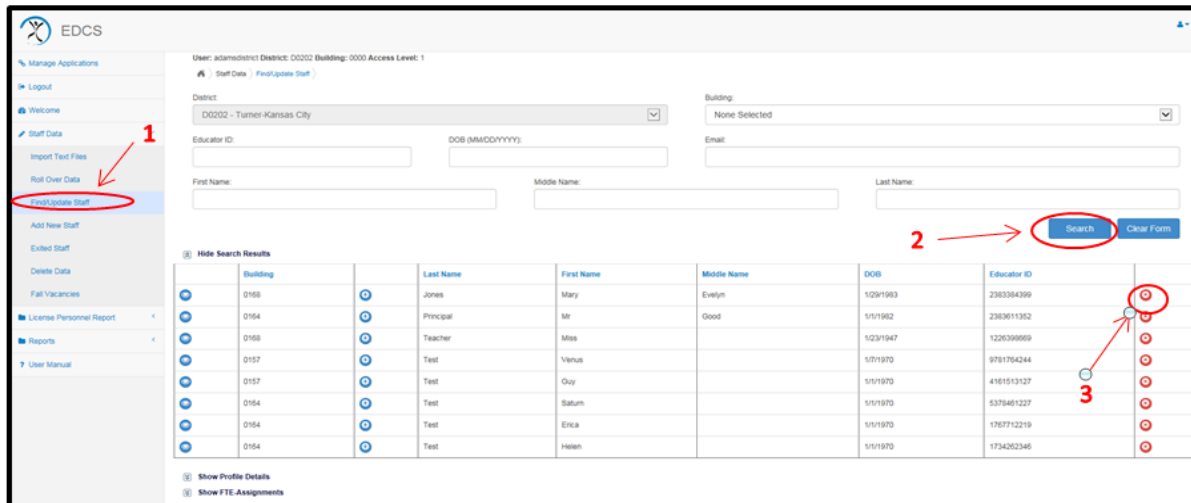 EDCS
Manage Applications
Logout
Welcome
Staff Data
Import Text Files
Roll Over Data
Find/Update Staff
Add New Staff
Exited Staff
Delete Data
Fall Vacancies
License Personnel Report
Reports
? User Manual
1
User: adamsdistrict District: D0202 Building: 0000 Access Level: 1
Staff Data Find/Update Staff
District: Building:
D0202 - Turner-Kansas City None Selected
Educator ID: DOB (MM/DD/YYYY): Email:
First Name: Middle Name: Last Name:
2 Search Clear Form
Hide Search Results
Building Last Name First Name Middle Name DOB Educator ID
0168 Jones Mary Evelyn 1/29/1983 2383384399
0164 Principal Mr Good 1/1/1982 2383611352
0168 Teacher Miss 1/23/1947 1226398669
0157 Test Venus 1/7/1970 9781764244
0157 Test Guy 1/1/1970 4161513127
0164 Test Saturn 1/1/1970 5378461227
0164 Test Erica 1/1/1970 1767712219
0164 Test Helen 1/1/1970 1734262346
3
Show Profile Details
Show FTE-Assignments